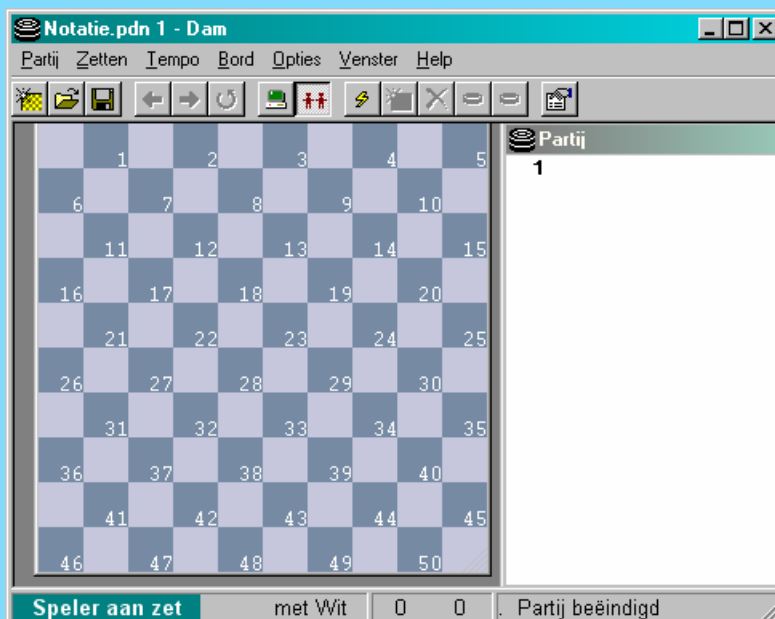 Notatie.pdn 1 - Dam
Partij Zetten Tempo Bord Opties Venster Help
Partij
1
1 2 3 4 5
6 7 8 9 10
11 12 13 14 15
16 17 18 19 20
21 22 23 24 25
26 27 28 29 30
31 32 33 34 35
36 37 38 39 40
41 42 43 44 45
46 47 48 49 50
Speler aan zet met Wit 0 0 . Partij beëindigd